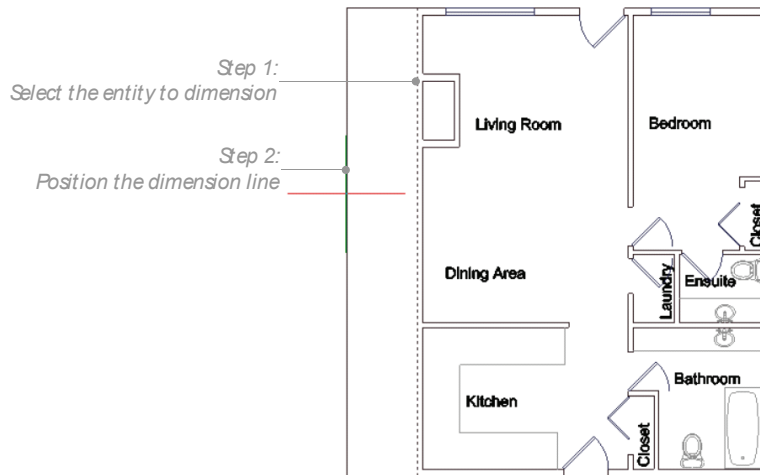 Step 1:
Select the entity to dimension
Living Room
Bedroom
Step 2:
Position the dimension line
Closet
Dining Area
Laundry
Ensuite
Bathroom
Kitchen
Closet